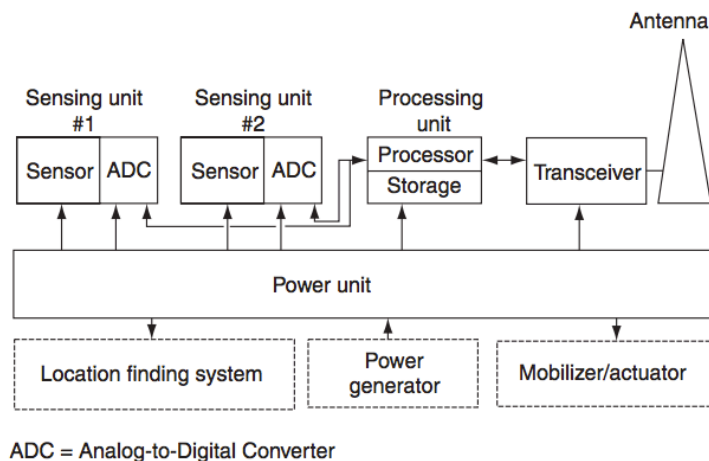 Antenna
Sensing unit
#1
Sensing unit
#2
Processing
unit
Sensor
ADC
Sensor
ADC
Processor
Storage
Transceiver
Power unit
Location finding system
Power
generator
Mobilizer/actuator
ADC = Analog-to-Digital Converter